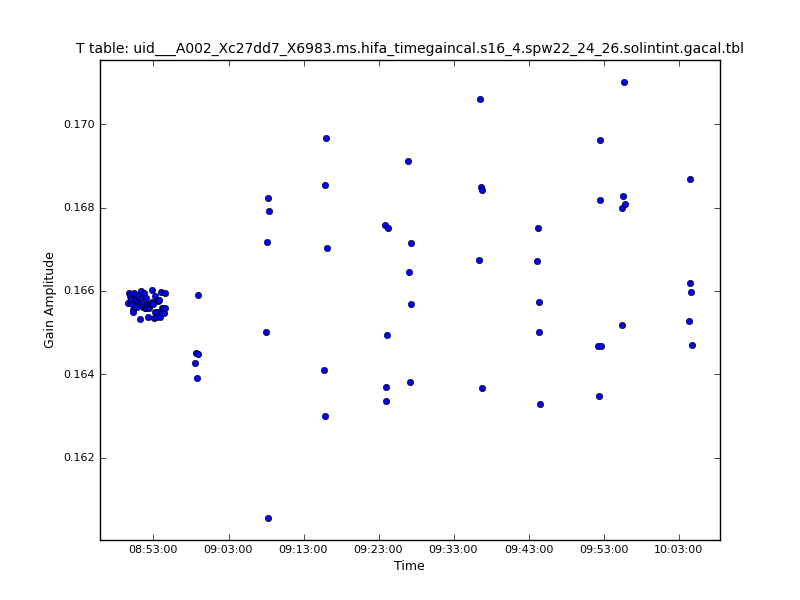 T table: uid___A002_Xc27dd7_X6983.ms.hifa_timegaincal.s16_4.spw22_24_26.solintint.gacal.tbl
0.170
0.168
0.166
0.164
0.162
Gain Amplitude
08:53:00 09:03:00 09:13:00 09:23:00 09:33:00 09:43:00 09:53:00 10:03:00
Time